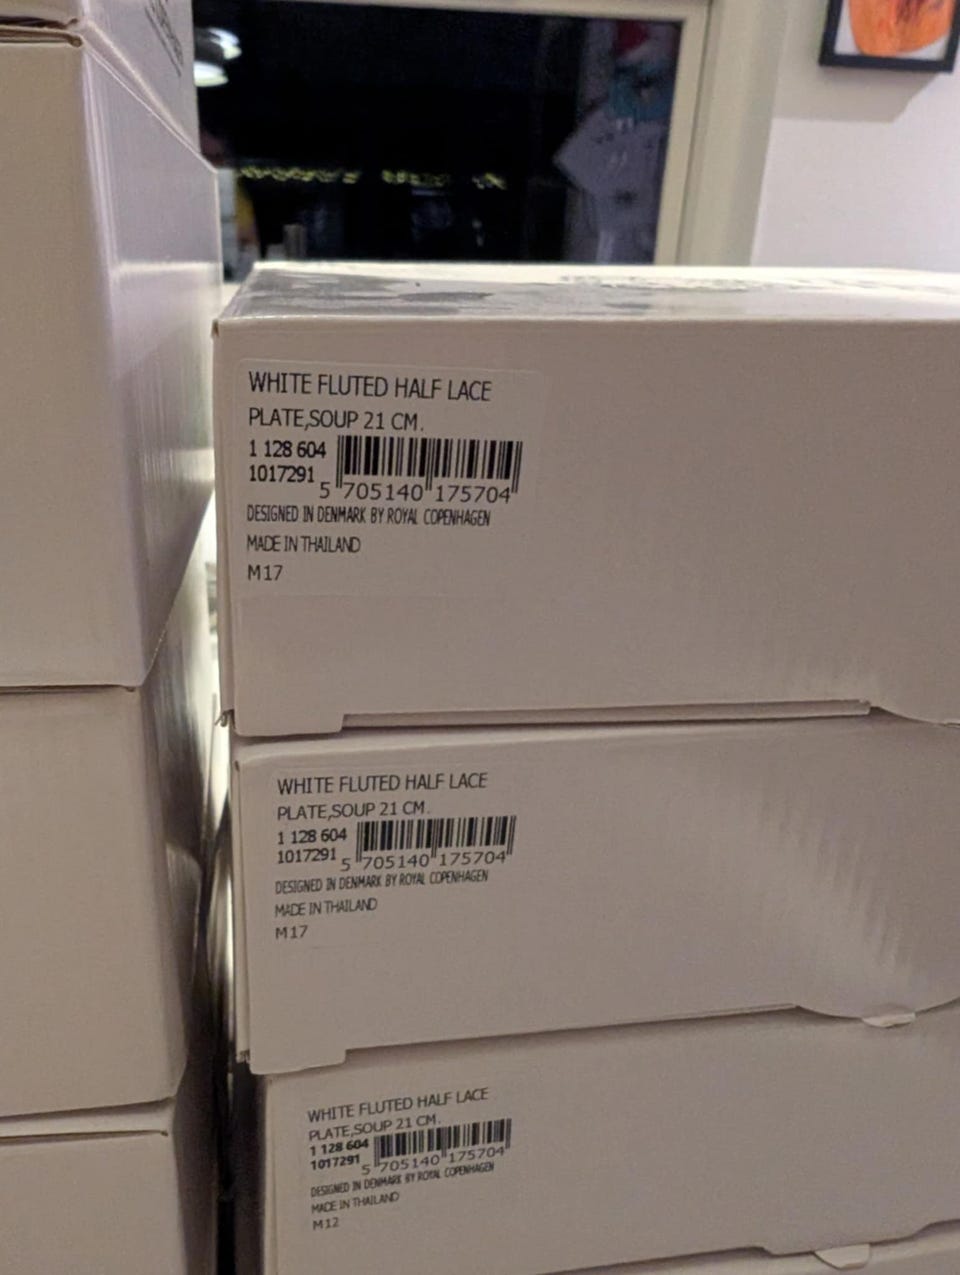 WHITE FLUTED HALF LACE
PLATE,SOUP 21 CM.
1 128 604
1017291
5 705140 175704
DESIGNED IN DENMARK BY ROYAL COPENHAGEN
MADE IN THAILAND
M17
WHITE FLUTED HALF LACE
PLATE,SOUP 21 CM.
1 128 604
1017291
5 705140 175704
DESIGNED IN DENMARK BY ROYAL COPENHAGEN
MADE IN THAILAND
M17
WHITE FLUTED HALF LACE
PLATE,SOUP 21 CM.
1 128 604
1017291
5 705140 175704
DESIGNED IN DENMARK BY ROYAL COPENHAGEN
MADE IN THAILAND
M12